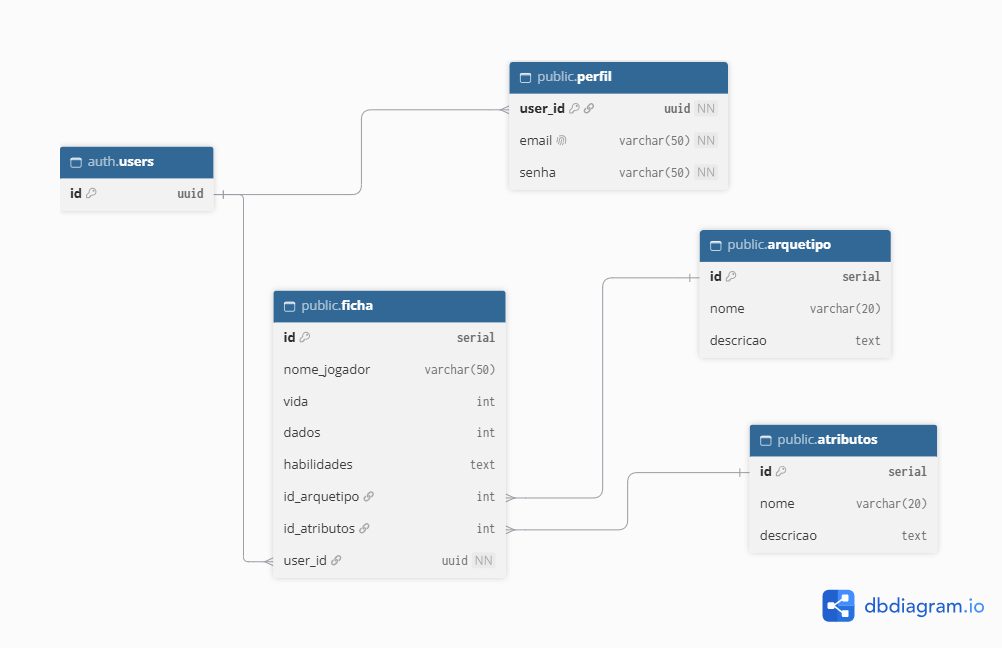 public.perfil
user_id uuid NN
email varchar(50) NN
senha varchar(50) NN
auth.users
id uuid
public.arquetipo
id serial
nome varchar(20)
descricao text
public.ficha
id serial
nome_jogador varchar(50)
vida int
dados int
habilidades text
id_arquetipo int
id_atributos int
user_id uuid NN
public.atributos
id serial
nome varchar(20)
descricao text
dbdiagram.io